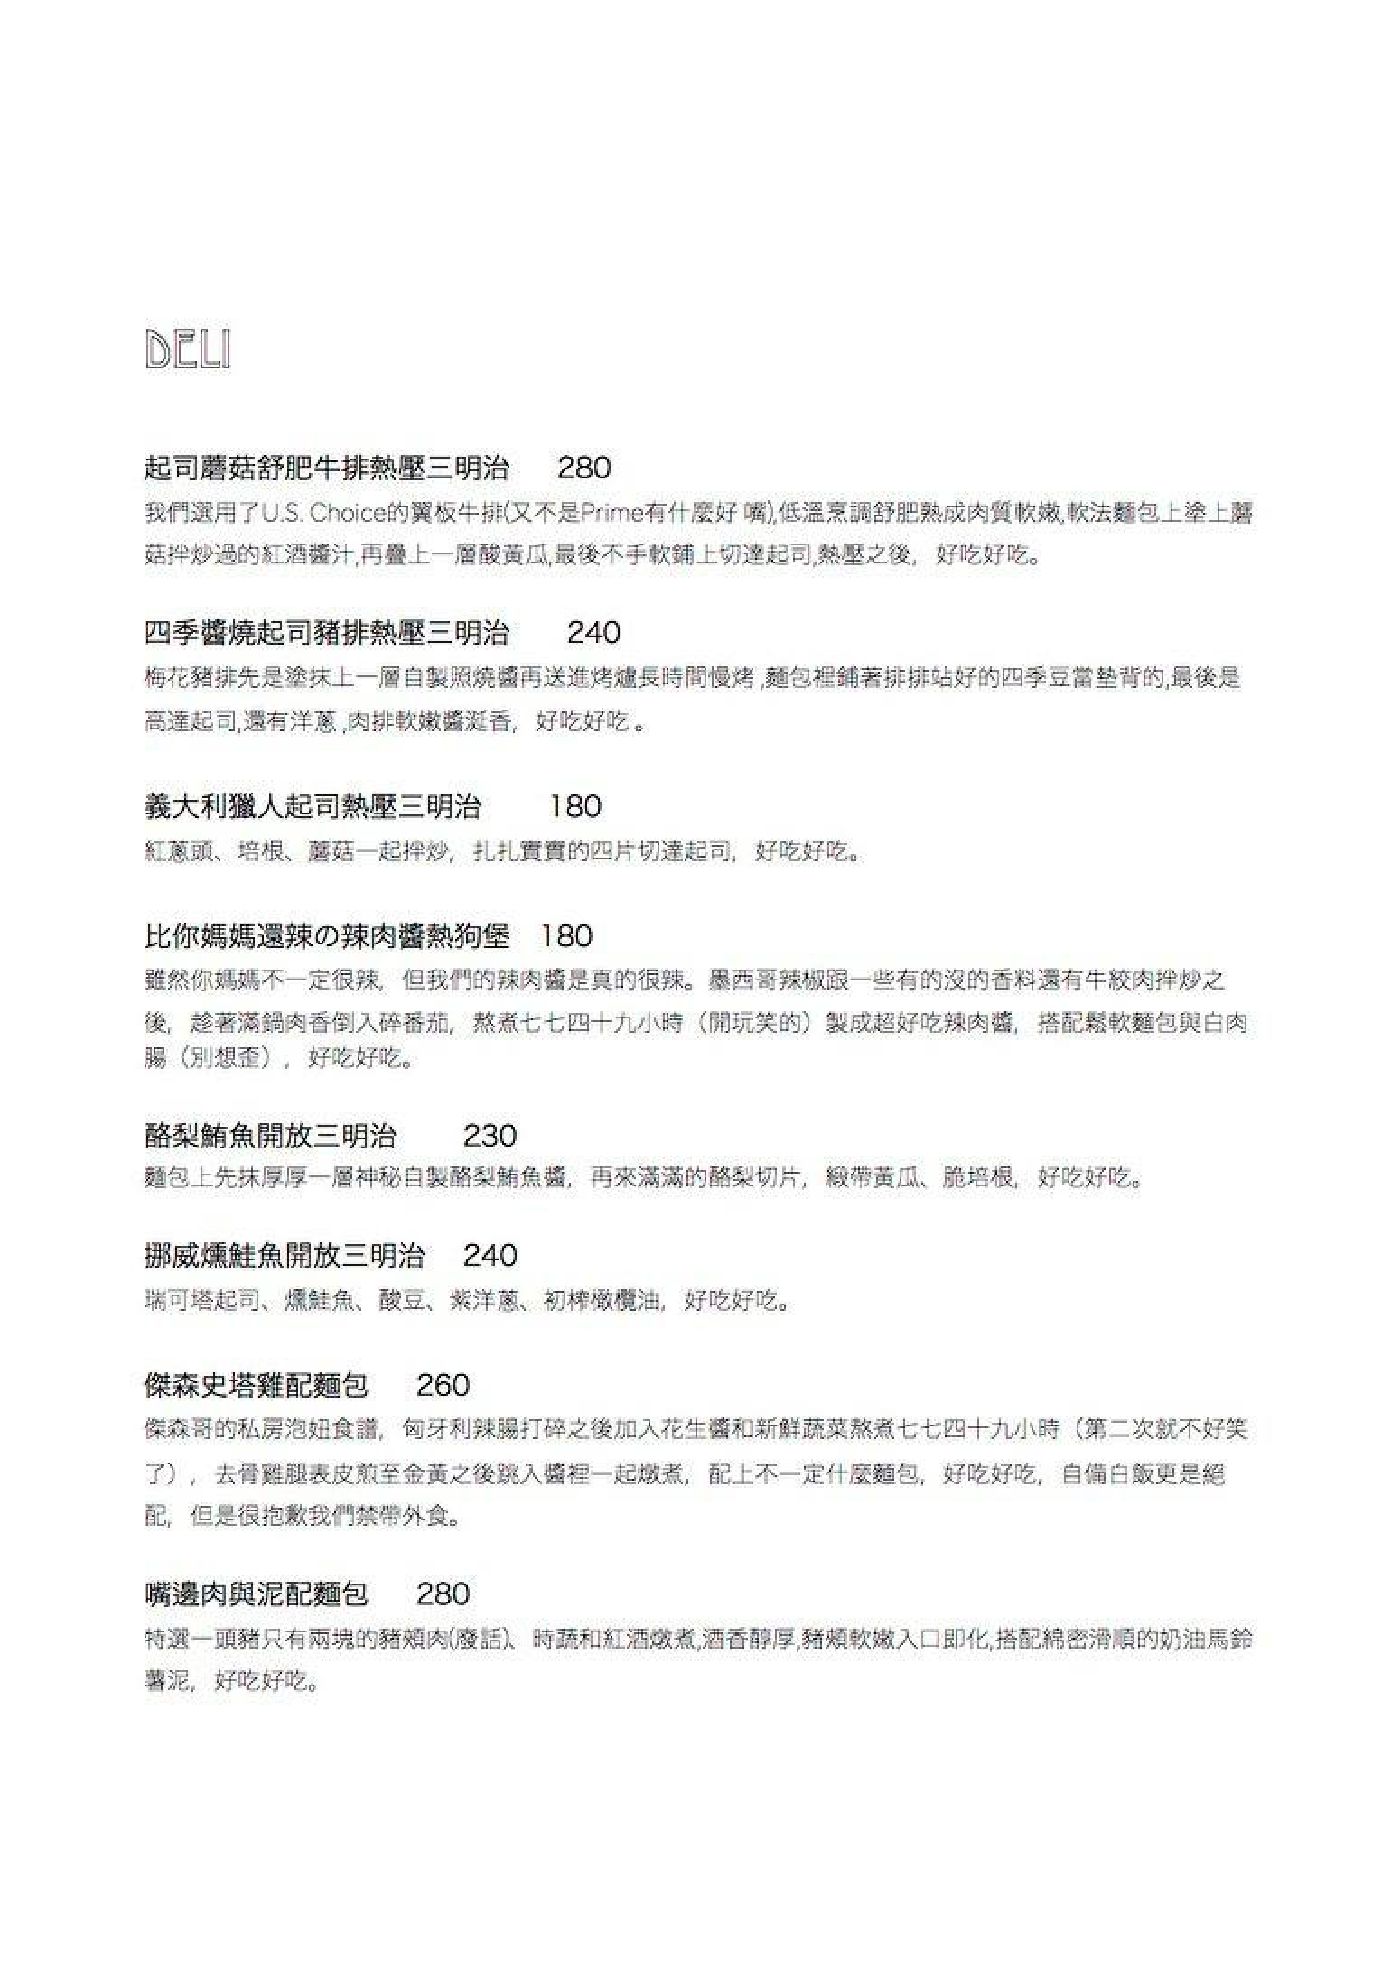 DELI
起司蘑菇舒肥牛排熱壓三明治 280
我們選用了U.S. Choice的翼板牛排(又不是Prime有什麼好 嘴),低溫烹調舒肥熟成肉質軟嫩,軟法麵包上塗上蘑
菇拌炒過的紅酒醬汁,再疊上一層酸黃瓜,最後不手軟鋪上切達起司,熱壓之後，好吃好吃。
四季醬燒起司豬排熱壓三明治 240
梅花豬排先是塗抹上一層自製照燒醬再送進烤爐長時間慢烤 ,麵包裡鋪著排排站好的四季豆當墊背的,最後是
高達起司,還有洋蔥 ,肉排軟嫩醬涎香，好吃好吃 。
義大利獵人起司熱壓三明治 180
紅蔥頭、培根、蘑菇一起拌炒，扎扎實實的四片切達起司，好吃好吃。
比你媽媽還辣の辣肉醬熱狗堡 180
雖然你媽媽不一定很辣，但我們的辣肉醬是真的很辣。墨西哥辣椒跟一些有的沒的香料還有牛絞肉拌炒之
後，趁著滿鍋肉香倒入碎番茄，熬煮七七四十九小時（開玩笑的）製成超好吃辣肉醬，搭配鬆軟麵包與白肉
腸（別想歪），好吃好吃。
酪梨鮪魚開放三明治 230
麵包上先抹厚厚一層神秘自製酪梨鮪魚醬，再來滿滿的酪梨切片，緞帶黃瓜、脆培根，好吃好吃。
挪威燻鮭魚開放三明治 240
瑞可塔起司、燻鮭魚、酸豆、紫洋蔥、初榨橄欖油，好吃好吃。
傑森史塔雞配麵包 260
傑森哥的私房泡妞食譜，匈牙利辣腸打碎之後加入花生醬和新鮮蔬菜熬煮七七四十九小時（第二次就不好笑
了），去骨雞腿表皮煎至金黃之後跳入醬裡一起燉煮，配上不一定什麼麵包，好吃好吃，自備白飯更是絕
配，但是很抱歉我們禁帶外食。
嘴邊肉與泥配麵包 280
特選一頭豬只有兩塊的豬頰肉(廢話)、時蔬和紅酒燉煮,酒香醇厚,豬頰軟嫩入口即化,搭配綿密滑順的奶油馬鈴
薯泥，好吃好吃。